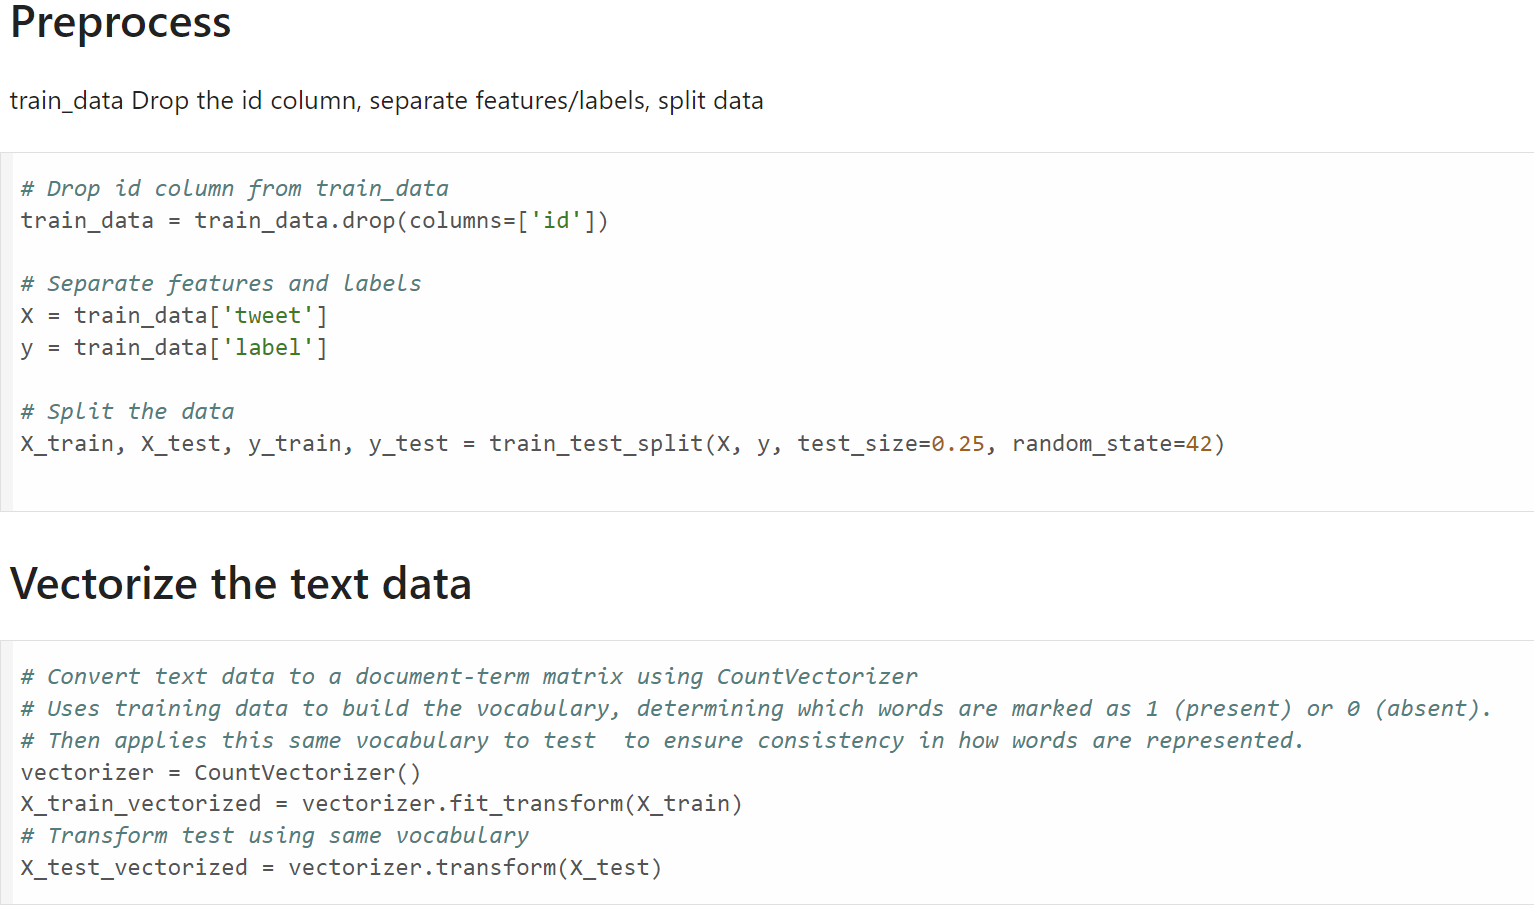 Preprocess
train_data Drop the id column, separate features/labels, split data
# Drop id column from train_data
train_data = train_data.drop(columns=['id'])
# Separate features and labels
X = train_data['tweet']
y = train_data['label']
# Split the data
X_train, X_test, y_train, y_test = train_test_split(X, y, test_size=0.25, random_state=42)
Vectorize the text data
# Convert text data to a document-term matrix using CountVectorizer
# Uses training data to build the vocabulary, determining which words are marked as 1 (present) or 0 (absent).
# Then applies this same vocabulary to test  to ensure consistency in how words are represented.
vectorizer = CountVectorizer()
X_train_vectorized = vectorizer.fit_transform(X_train)
# Transform test using same vocabulary
X_test_vectorized = vectorizer.transform(X_test)